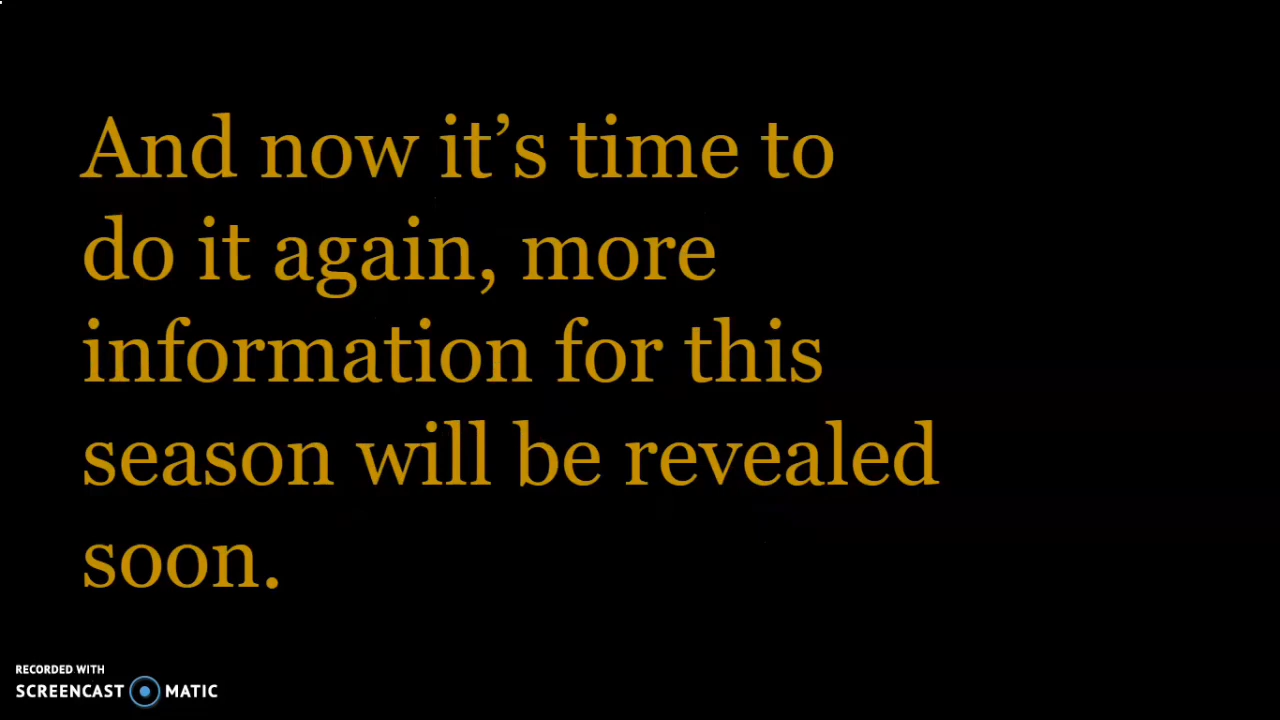 And now it’s time to
do it again, more
information for this
season will be revealed
soon.
RECORDED WITH
SCREENCAST MATIC